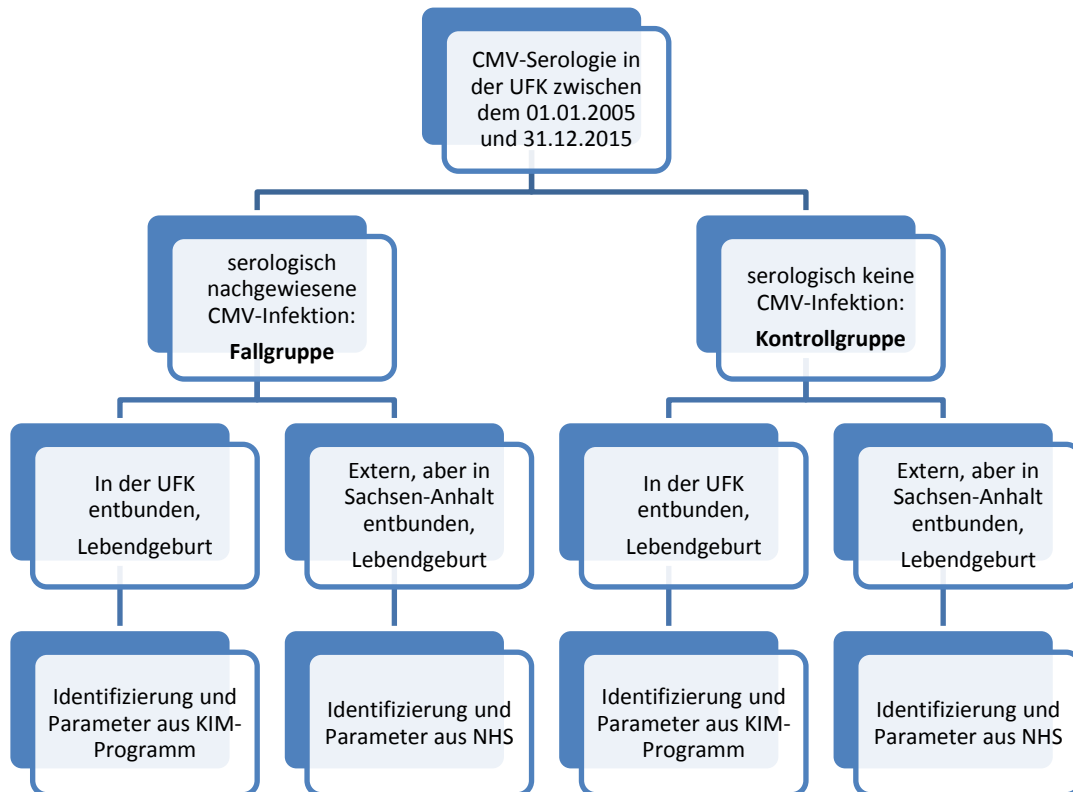 CMV-Serologie in
der UFK zwischen
dem 01.01.2005
und 31.12.2015
serologisch
nachgewiesene
CMV-Infektion:
Fallgruppe
serologisch keine
CMV-Infektion:
Kontrollgruppe
In der UFK
entbunden,
Lebendgeburt
Extern, aber in
Sachsen-Anhalt
entbunden,
Lebendgeburt
In der UFK
entbunden,
Lebendgeburt
Extern, aber in
Sachsen-Anhalt
entbunden,
Lebendgeburt
Identifizierung und
Parameter aus KIM-
Programm
Identifizierung und
Parameter aus NHS
Identifizierung und
Parameter aus KIM-
Programm
Identifizierung und
Parameter aus NHS